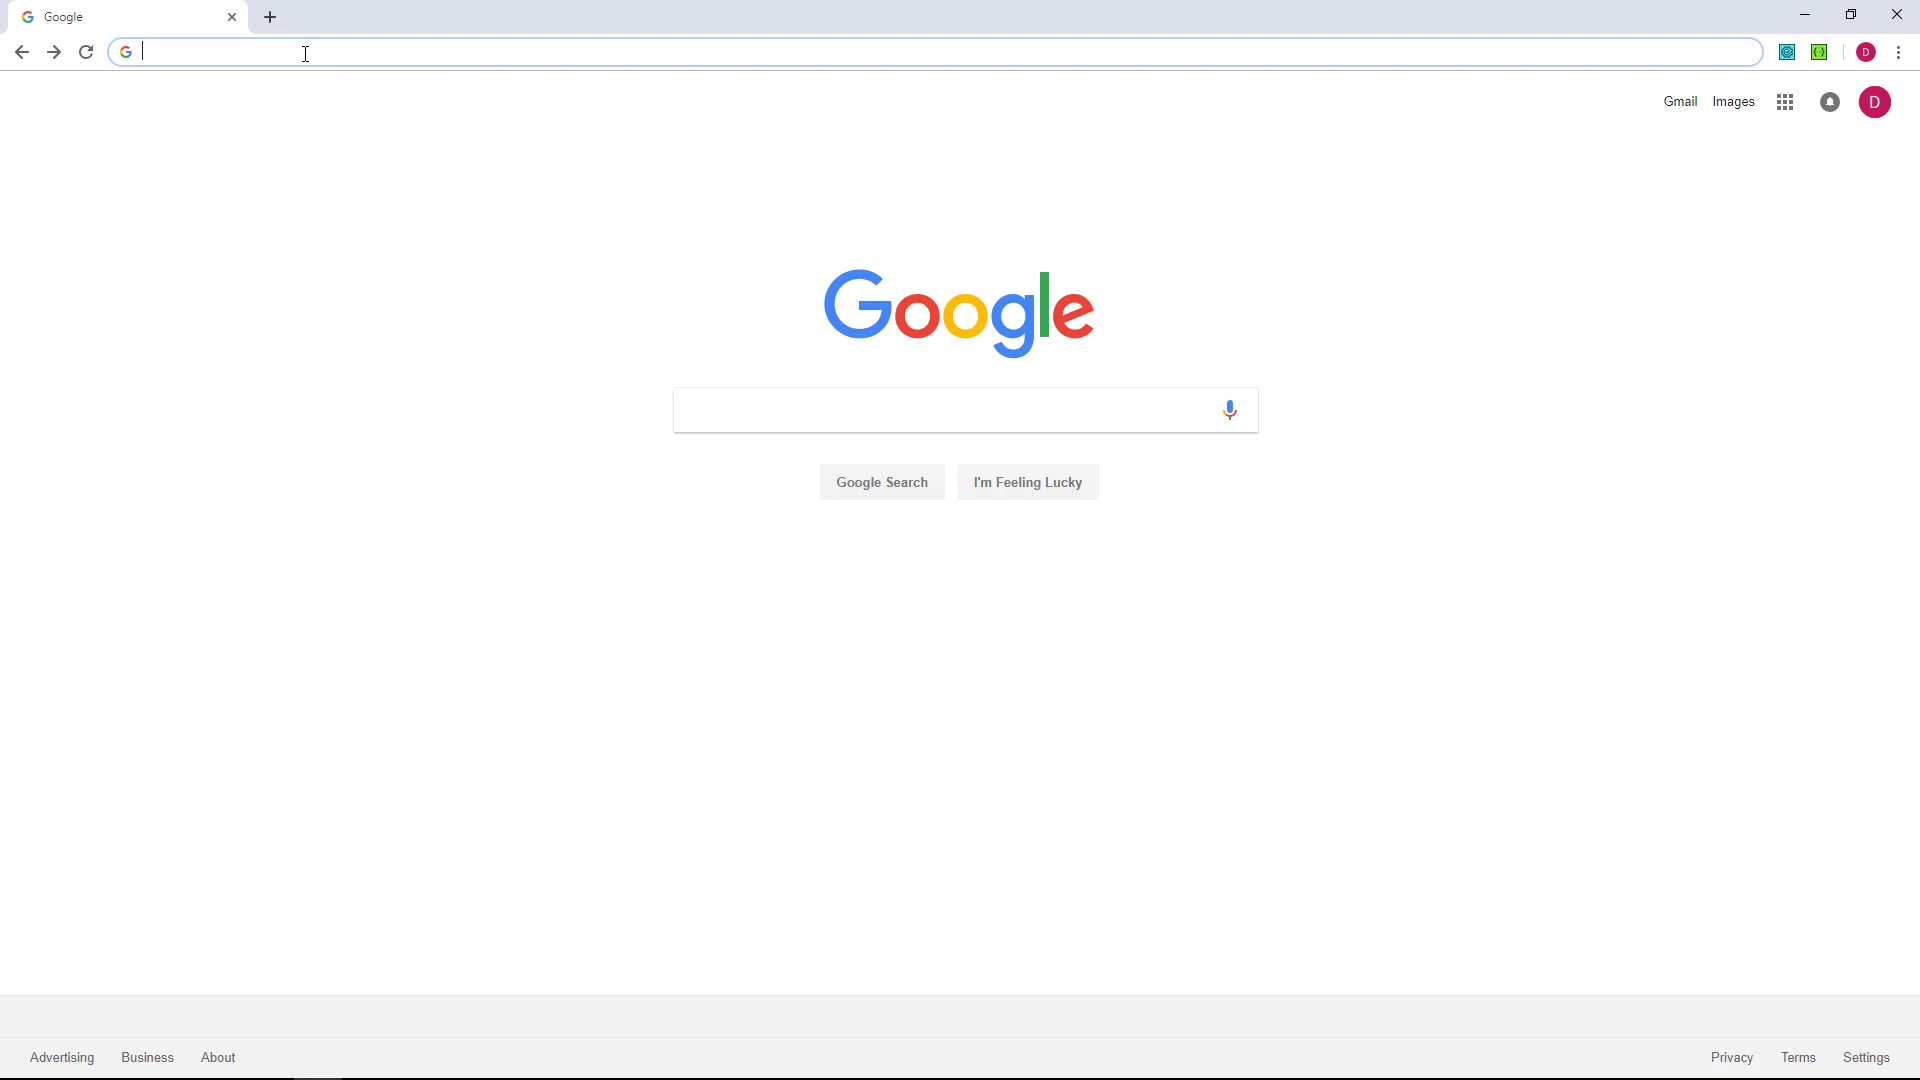 Google
D
Gmail Images
D
Google
Google Search I'm Feeling Lucky
Advertising Business About
Privacy Terms Settings